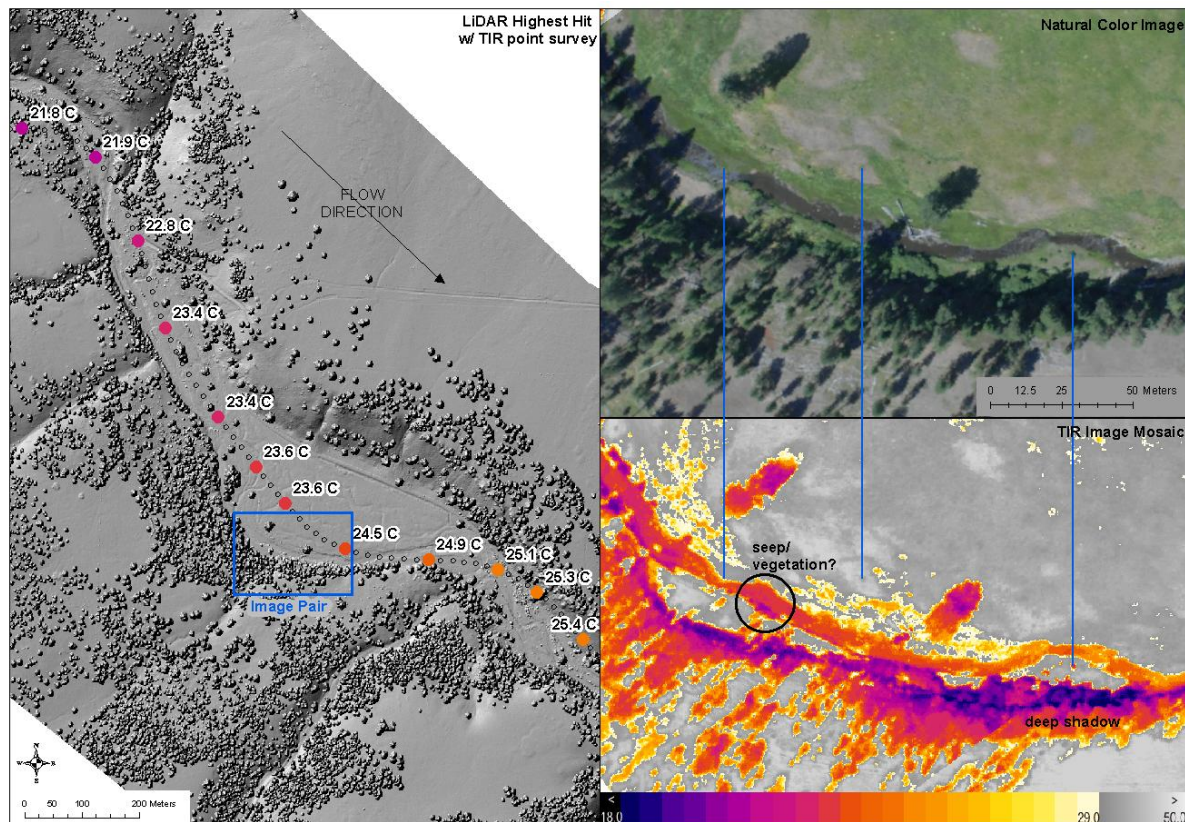 LiDAR Highest Hit
w/ TIR point survey
21.8 C
21.9 C
22.8 C
FLOW
DIRECTION
23.4 C
23.4 C
23.6 C
23.6 C
24.5 C
24.9 C
25.1 C
25.3 C
25.4 C
Image Pair
N
W E
S
0 50 100 200 Meters
Natural Color Image
0 12.5 25 50 Meters
TIR Image Mosaic
seep/
vegetation?
deep shadow
< >
18.0 29.0 50.0